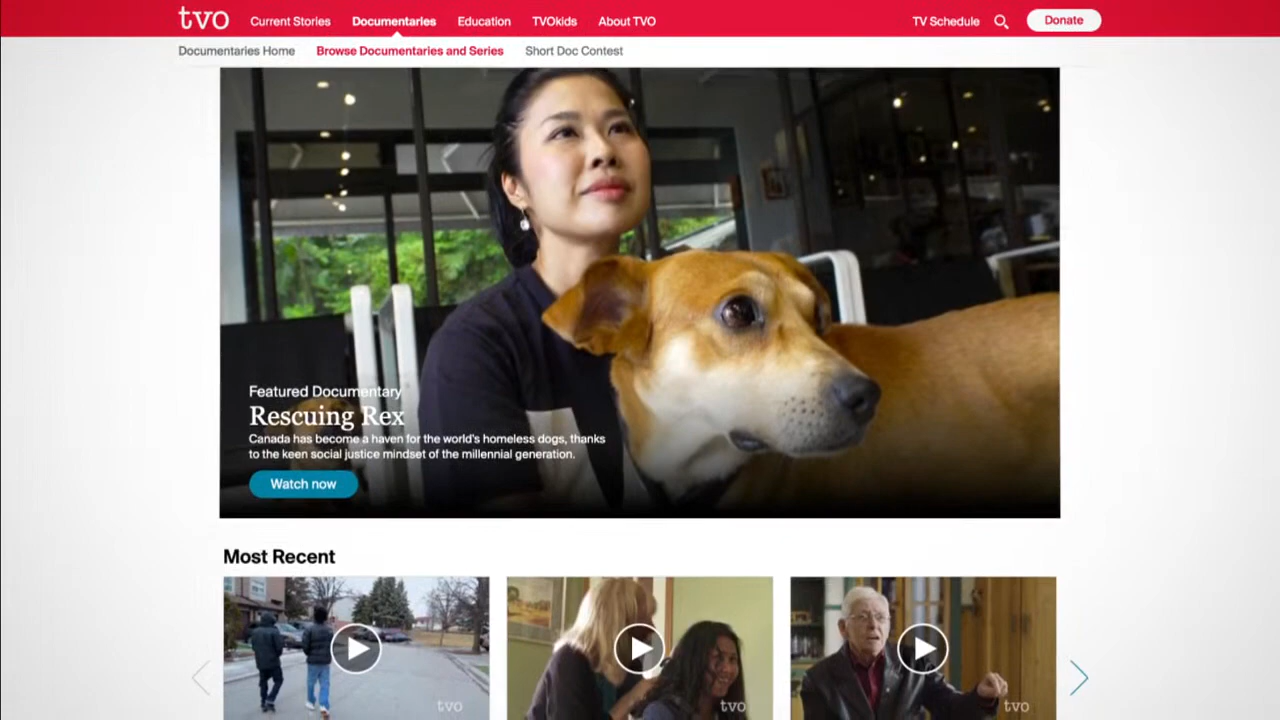 tvo
Current Stories
Documentaries
Education
TVOkids
About TVO
TV Schedule
Donate
Documentaries Home
Browse Documentaries and Series
Short Doc Contest
Featured Documentary
Rescuing Rex
Canada has become a haven for the world's homeless dogs, thanks
to the keen social justice mindset of the millennial generation.
Watch now
Most Recent
tvo
tvo
tvo